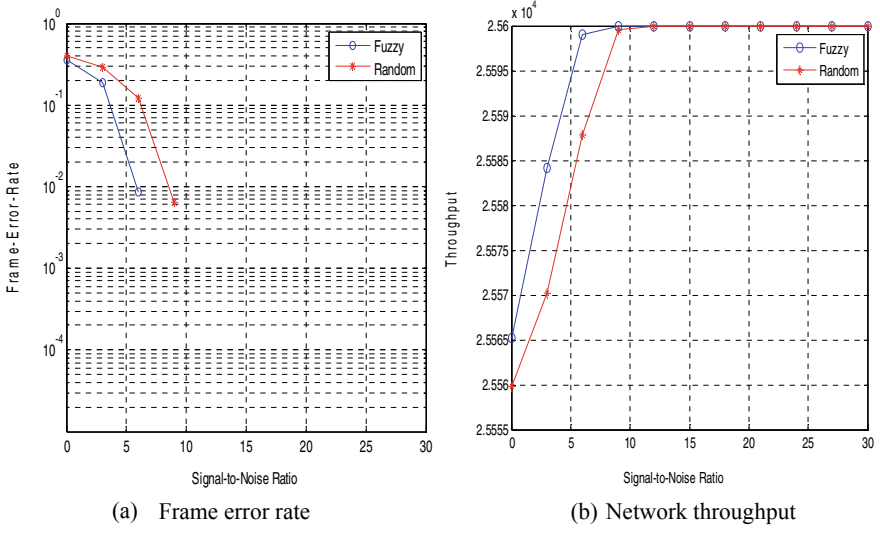 10^0
10^-1
10^-2
10^-3
10^-4
Frame-Error-Rate
Fuzzy
Random
0 5 10 15 20 25 30
Signal-to-Noise Ratio
(a) Frame error rate
x 10^4
2.56
2.5595
2.559
2.5585
2.558
2.5575
2.557
2.5565
2.556
2.5555
Throughput
Fuzzy
Random
0 5 10 15 20 25 30
Signal-to-Noise Ratio
(b) Network throughput